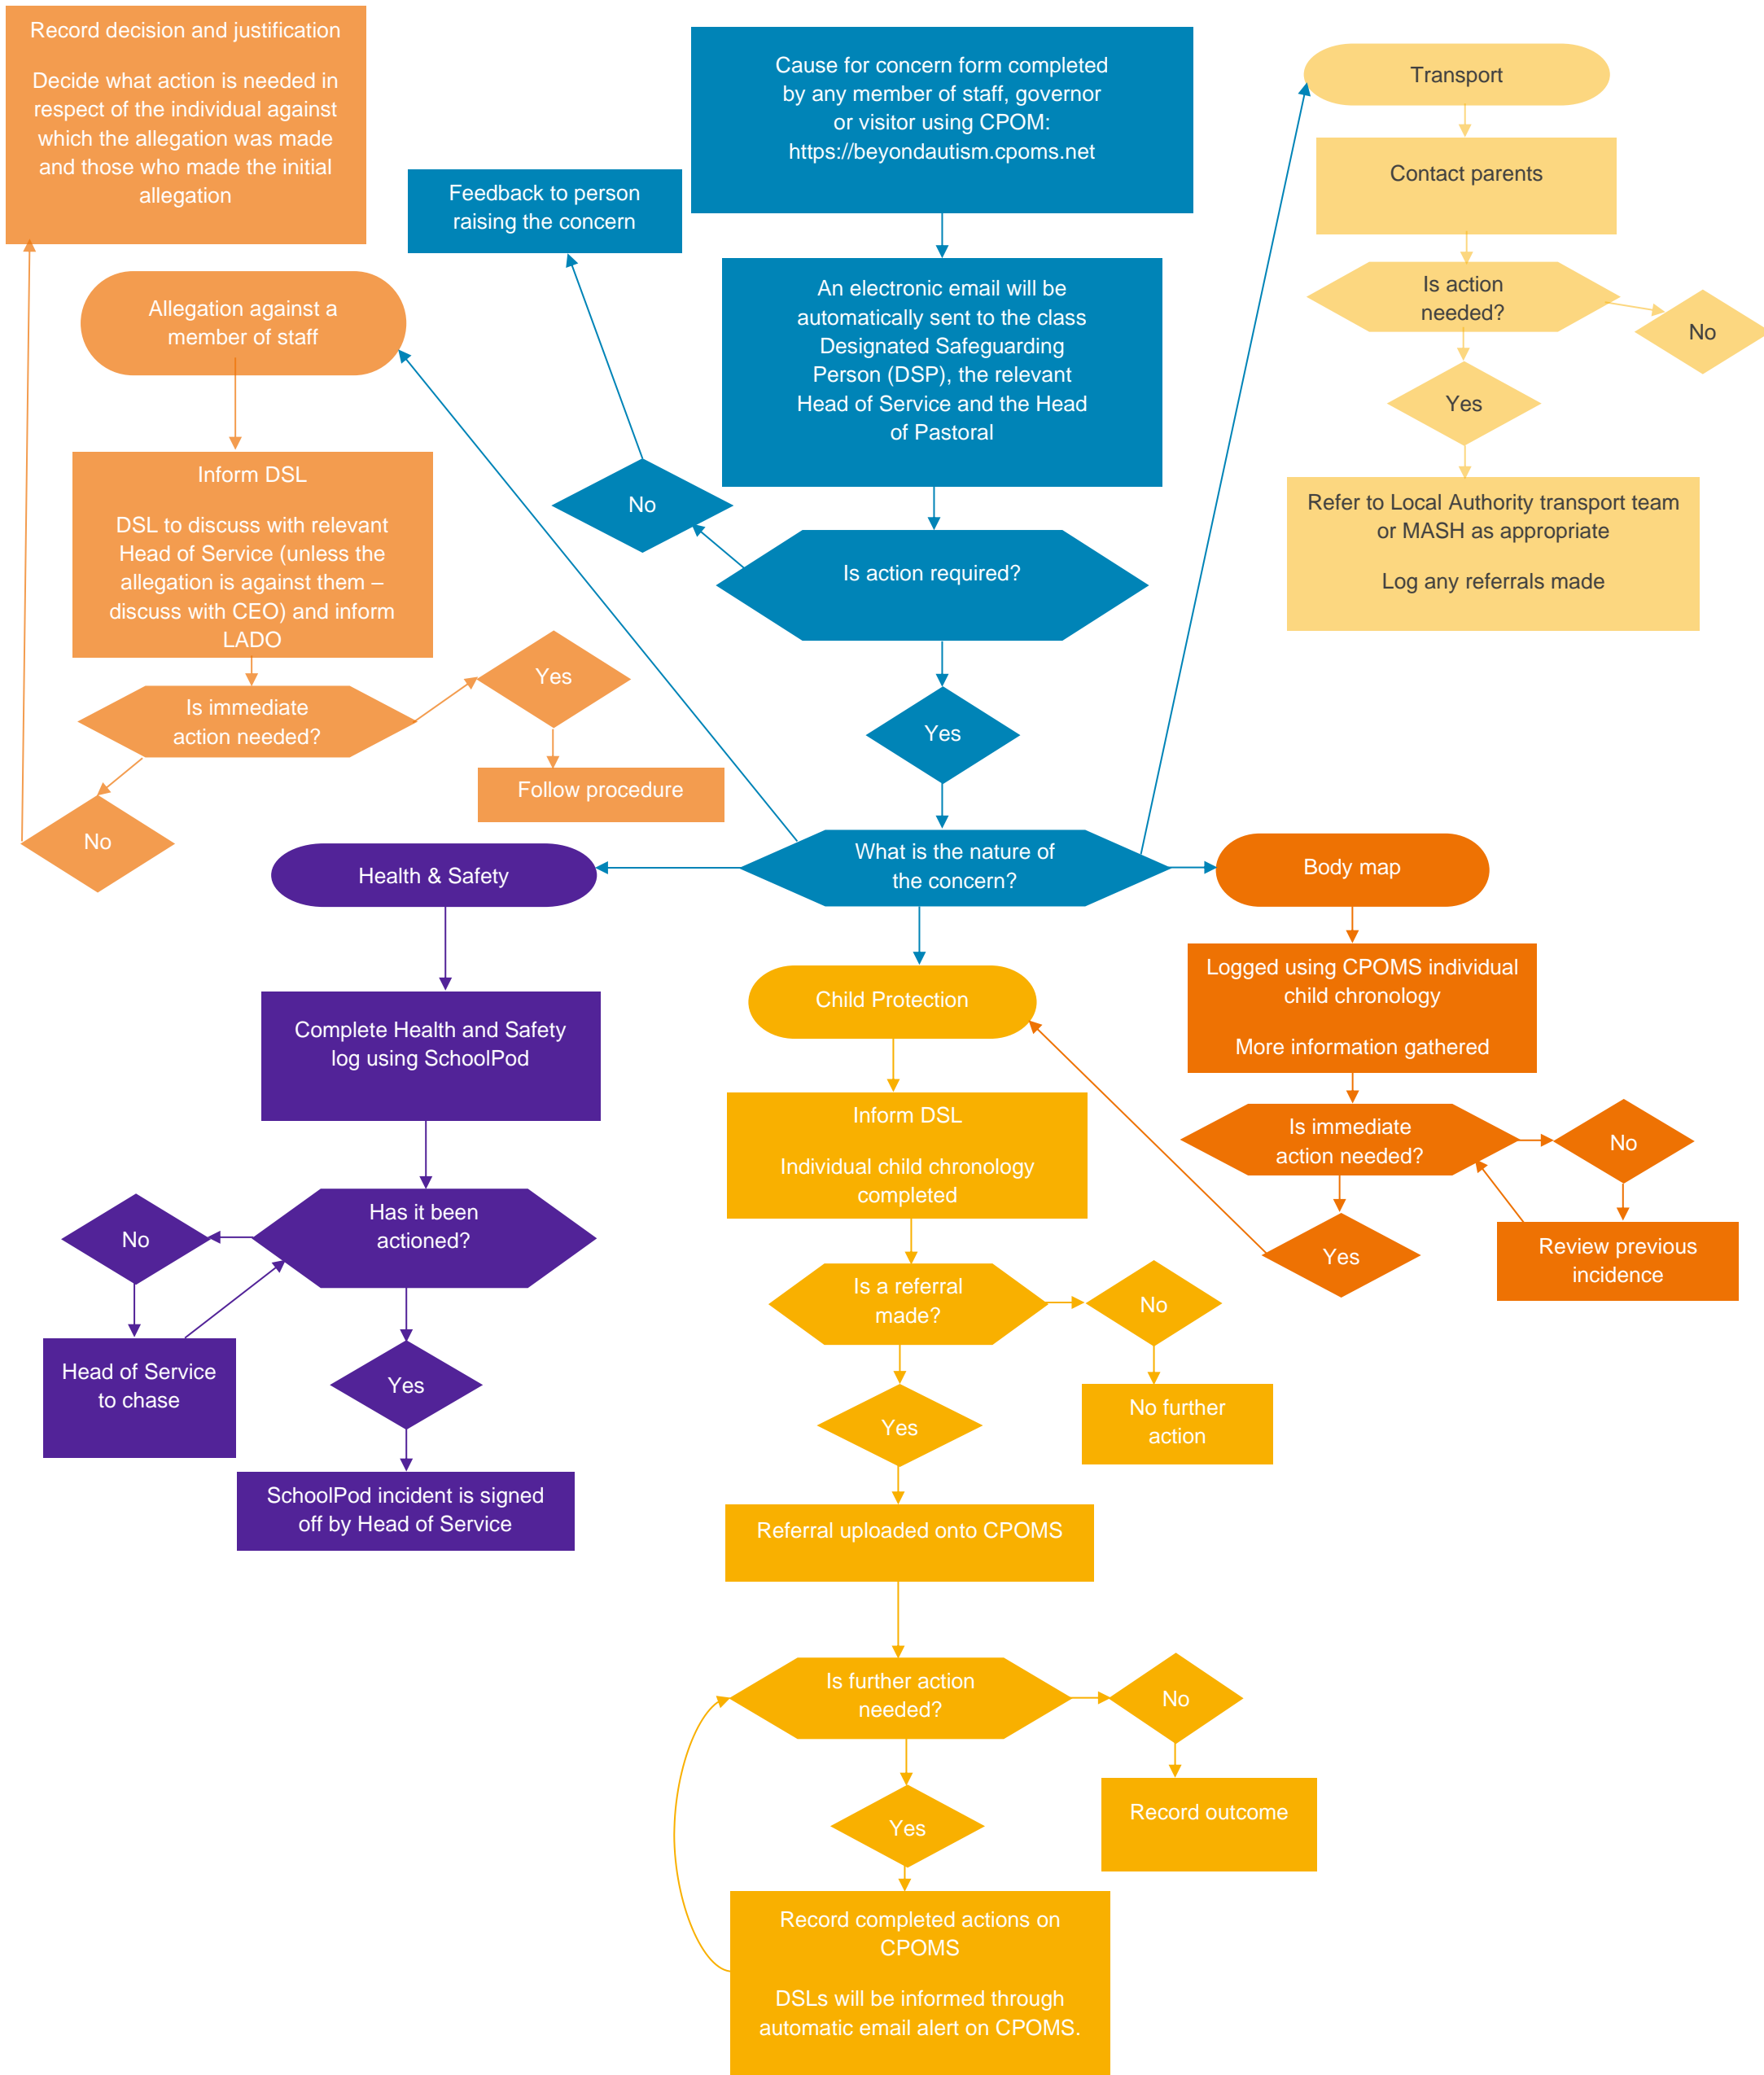 Record decision and justification
Decide what action is needed in
respect of the individual against
which the allegation was made
and those who made the initial
allegation
Cause for concern form completed
by any member of staff, governor
or visitor using CPOM:
https://beyondautism.cpoms.net
Transport
Contact parents
Is action
needed?
No
Yes
Refer to Local Authority transport team
or MASH as appropriate
Log any referrals made
Feedback to person
raising the concern
An electronic email will be
automatically sent to the class
Designated Safeguarding
Person (DSP), the relevant
Head of Service and the Head
of Pastoral
No
Is action required?
Yes
What is the nature of
the concern?
Allegation against a
member of staff
Inform DSL
DSL to discuss with relevant
Head of Service (unless the
allegation is against them –
discuss with CEO) and inform
LADO
Is immediate
action needed?
Yes
Follow procedure
No
Health & Safety
Complete Health and Safety
log using SchoolPod
Has it been
actioned?
No
Head of Service
to chase
Yes
SchoolPod incident is signed
off by Head of Service
Child Protection
Inform DSL
Individual child chronology
completed
Is a referral
made?
No
No further
action
Yes
Referral uploaded onto CPOMS
Is further action
needed?
No
Record outcome
Yes
Record completed actions on
CPOMS
DSLs will be informed through
automatic email alert on CPOMS.
Body map
Logged using CPOMS individual
child chronology
More information gathered
Is immediate
action needed?
No
Review previous
incidence
Yes